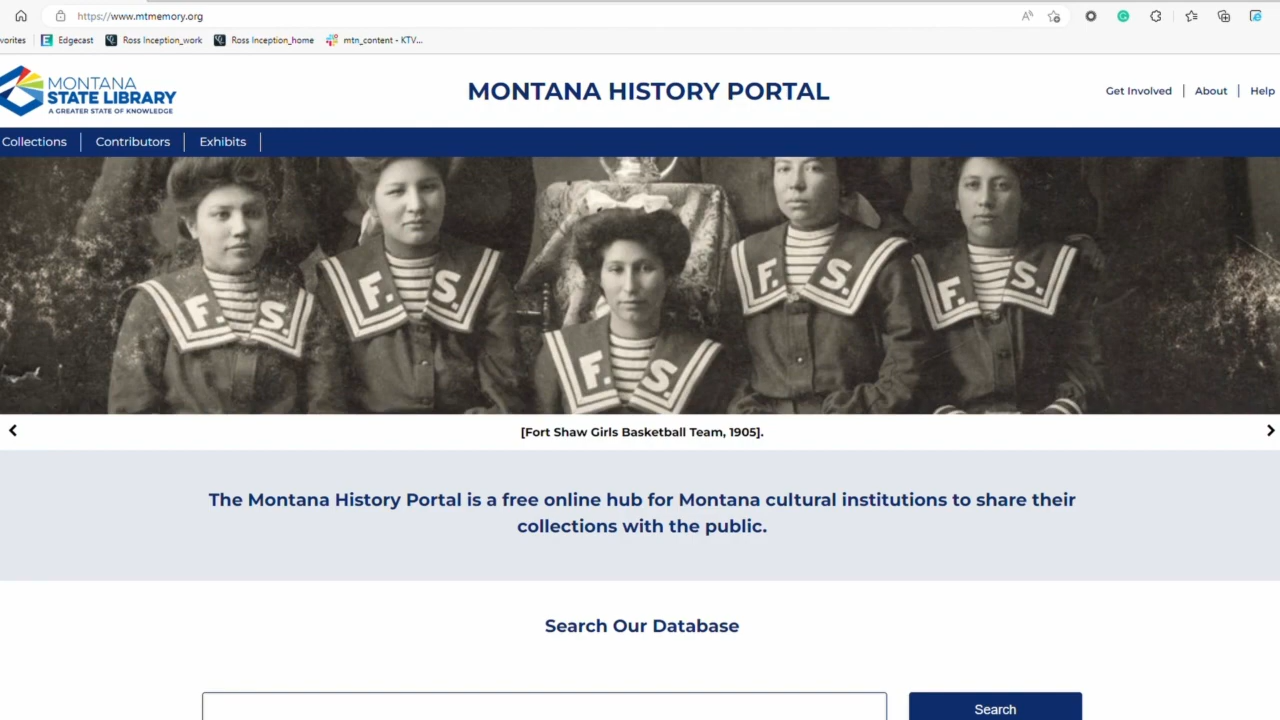 https://www.mtmemory.org
vorites
Edgecast
Ross Inception_work
Ross Inception_home
mtn_content - KTV...
MONTANA
STATE LIBRARY
A GREATER STATE OF KNOWLEDGE
MONTANA HISTORY PORTAL
Get Involved
About
Help
Collections
Contributors
Exhibits
F. S.
F. S.
F. S.
F. S.
F. S.
[Fort Shaw Girls Basketball Team, 1905].
The Montana History Portal is a free online hub for Montana cultural institutions to share their
collections with the public.
Search Our Database
Search